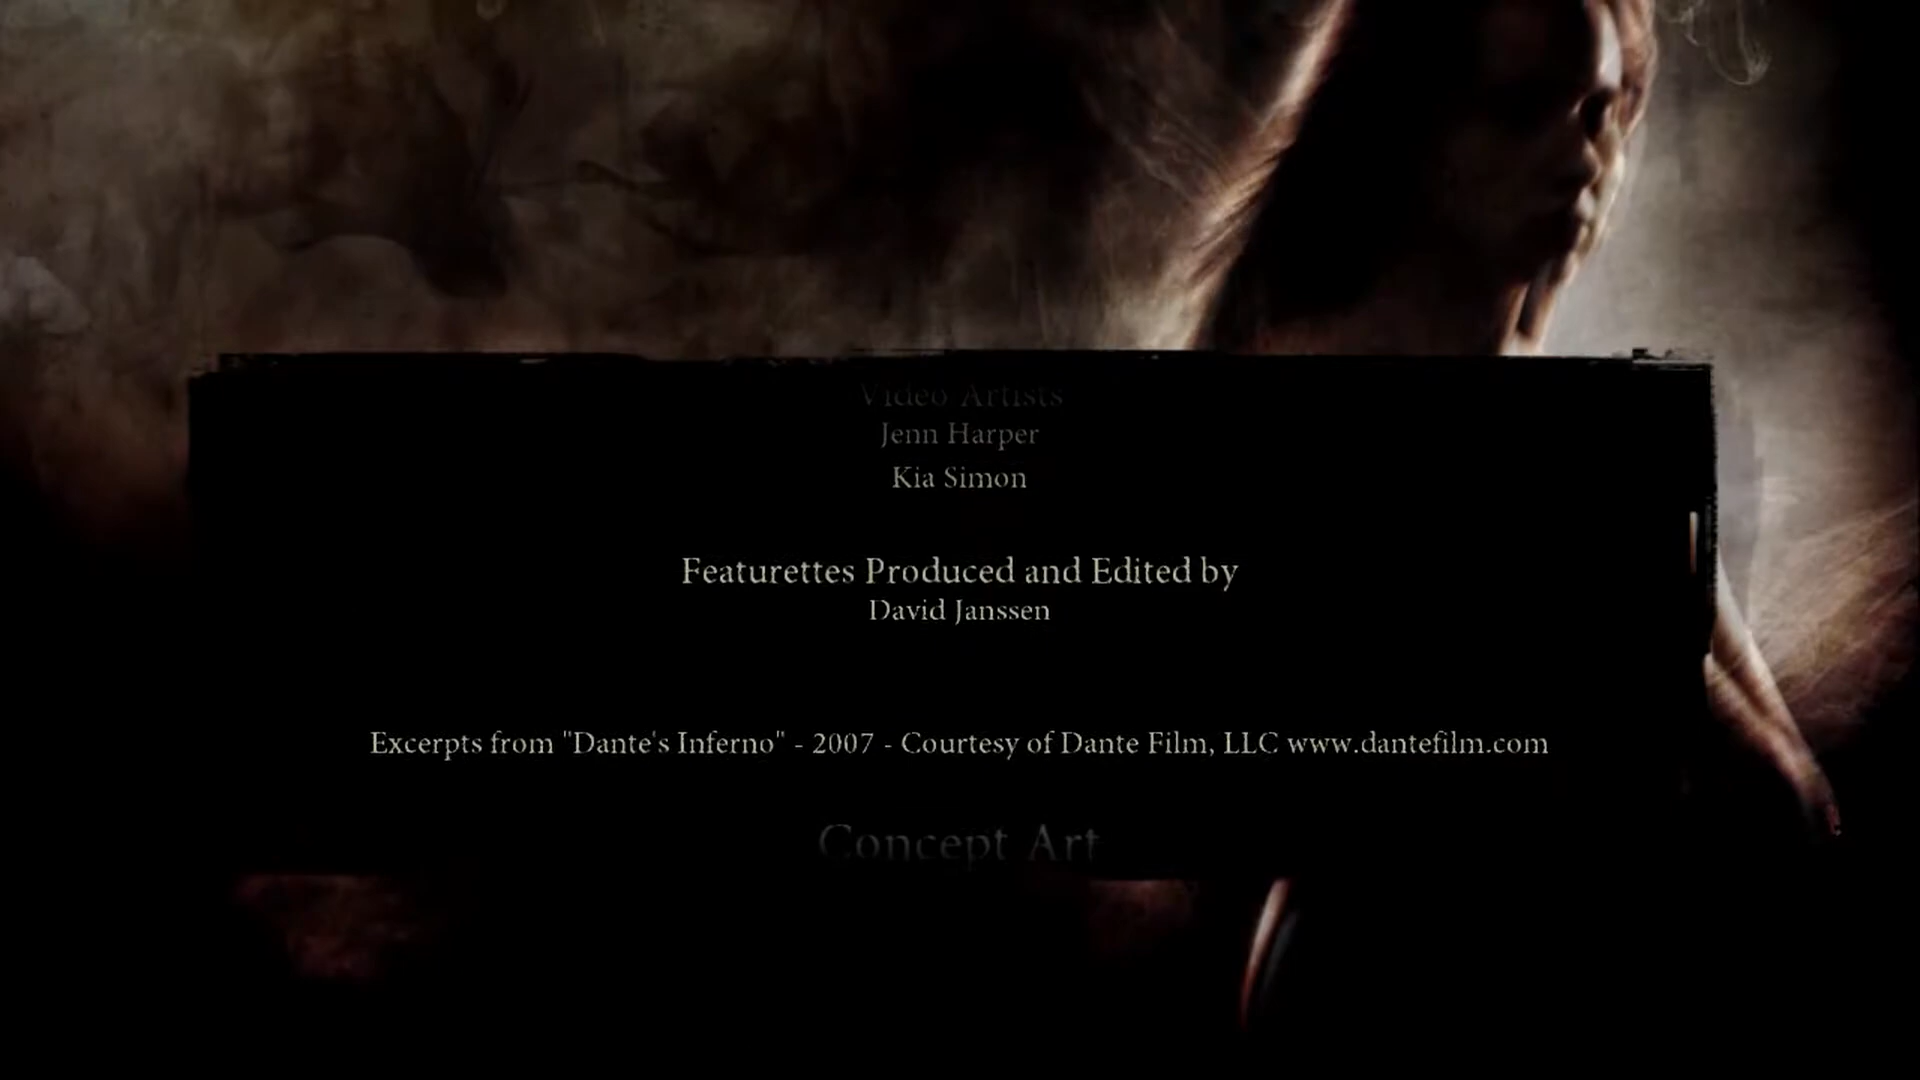 Video Artists
Jenn Harper
Kia Simon
Featurettes Produced and Edited by
David Janssen
Excerpts from "Dante's Inferno" - 2007 - Courtesy of Dante Film, LLC www.dantefilm.com
Concept Art